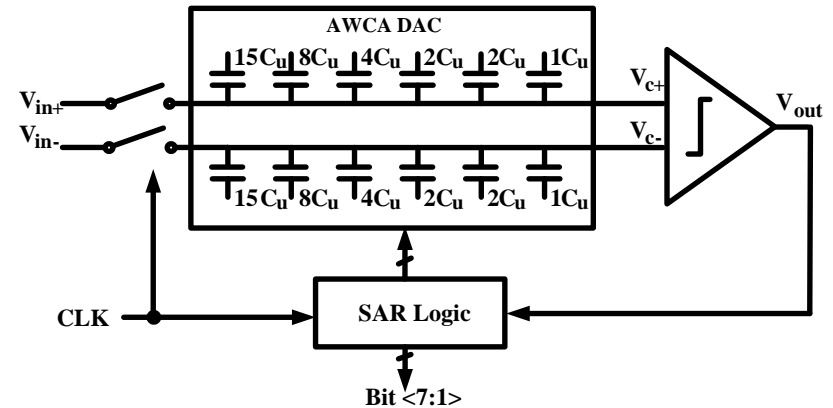 AWCA DAC
15Cu 8Cu 4Cu 2Cu 2Cu 1Cu
Vin+
Vc+
Vout
Vin-
Vc-
15Cu 8Cu 4Cu 2Cu 2Cu 1Cu
CLK
SAR Logic
Bit <7:1>